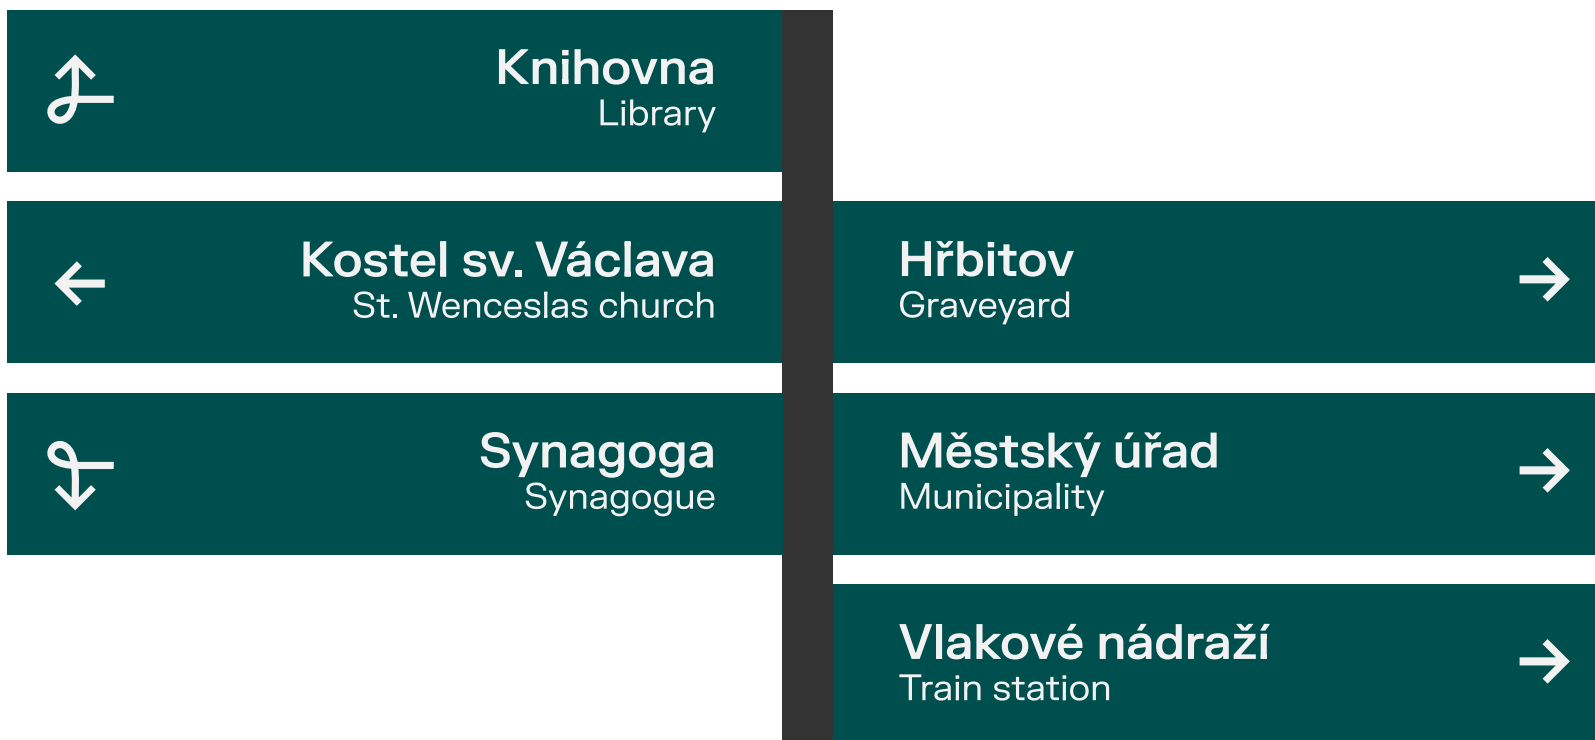 Knihovna
Library
Kostel sv. Václava
St. Wenceslas church
Synagoga
Synagogue
Hřbitov
Graveyard
Městský úřad
Municipality
Vlakové nádraží
Train station